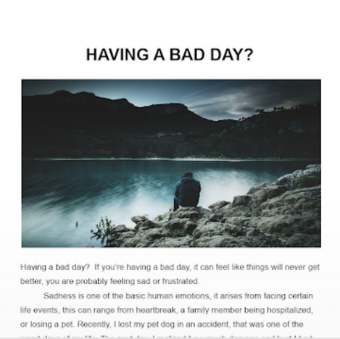 HAVING A BAD DAY?
Having a bad day?  If you're having a bad day, it can feel like things will never get
better, you are probably feeling sad or frustrated.
Sadness is one of the basic human emotions, it arises from facing certain
life events, this can range from heartbreak, a family member being hospitalized,
or losing a pet. Recently, I lost my pet dog in an accident, that was one of the